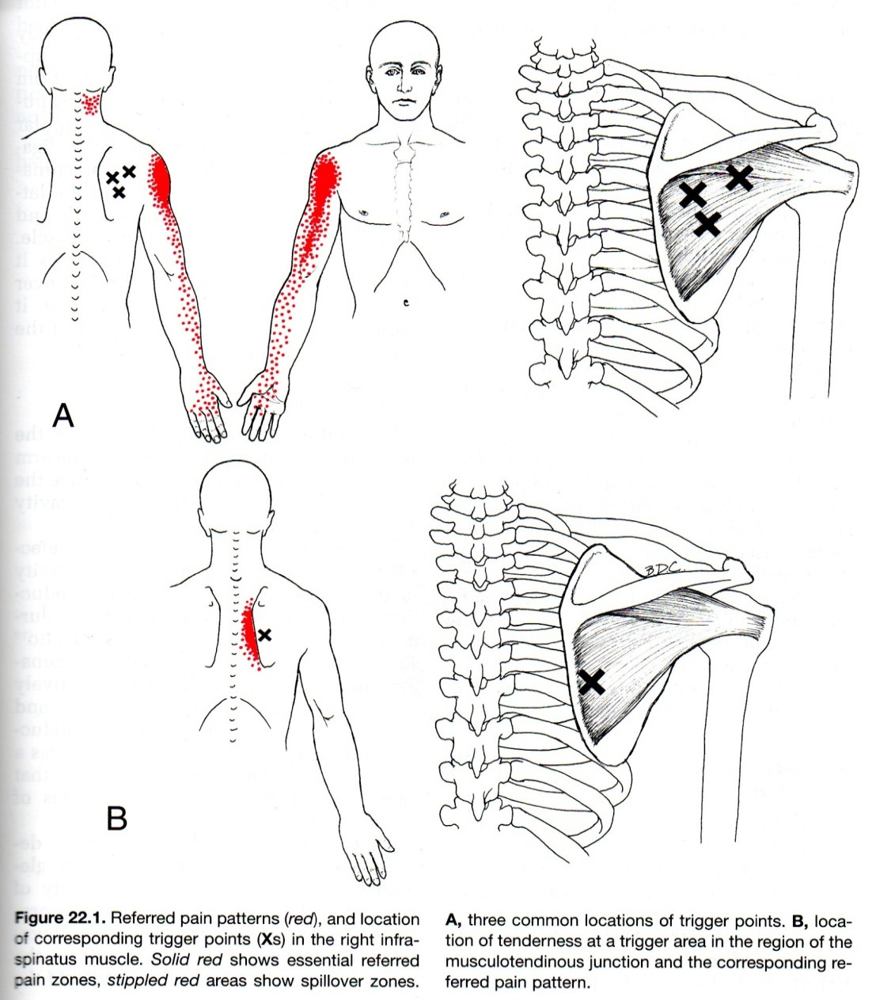 A
B.D.C.
B
Figure 22.1. Referred pain patterns (red), and location
of corresponding trigger points (Xs) in the right infra-
spinatus muscle. Solid red shows essential referred
pain zones, stippled red areas show spillover zones.
A, three common locations of trigger points. B, loca-
tion of tenderness at a trigger area in the region of the
musculotendinous junction and the corresponding re-
ferred pain pattern.